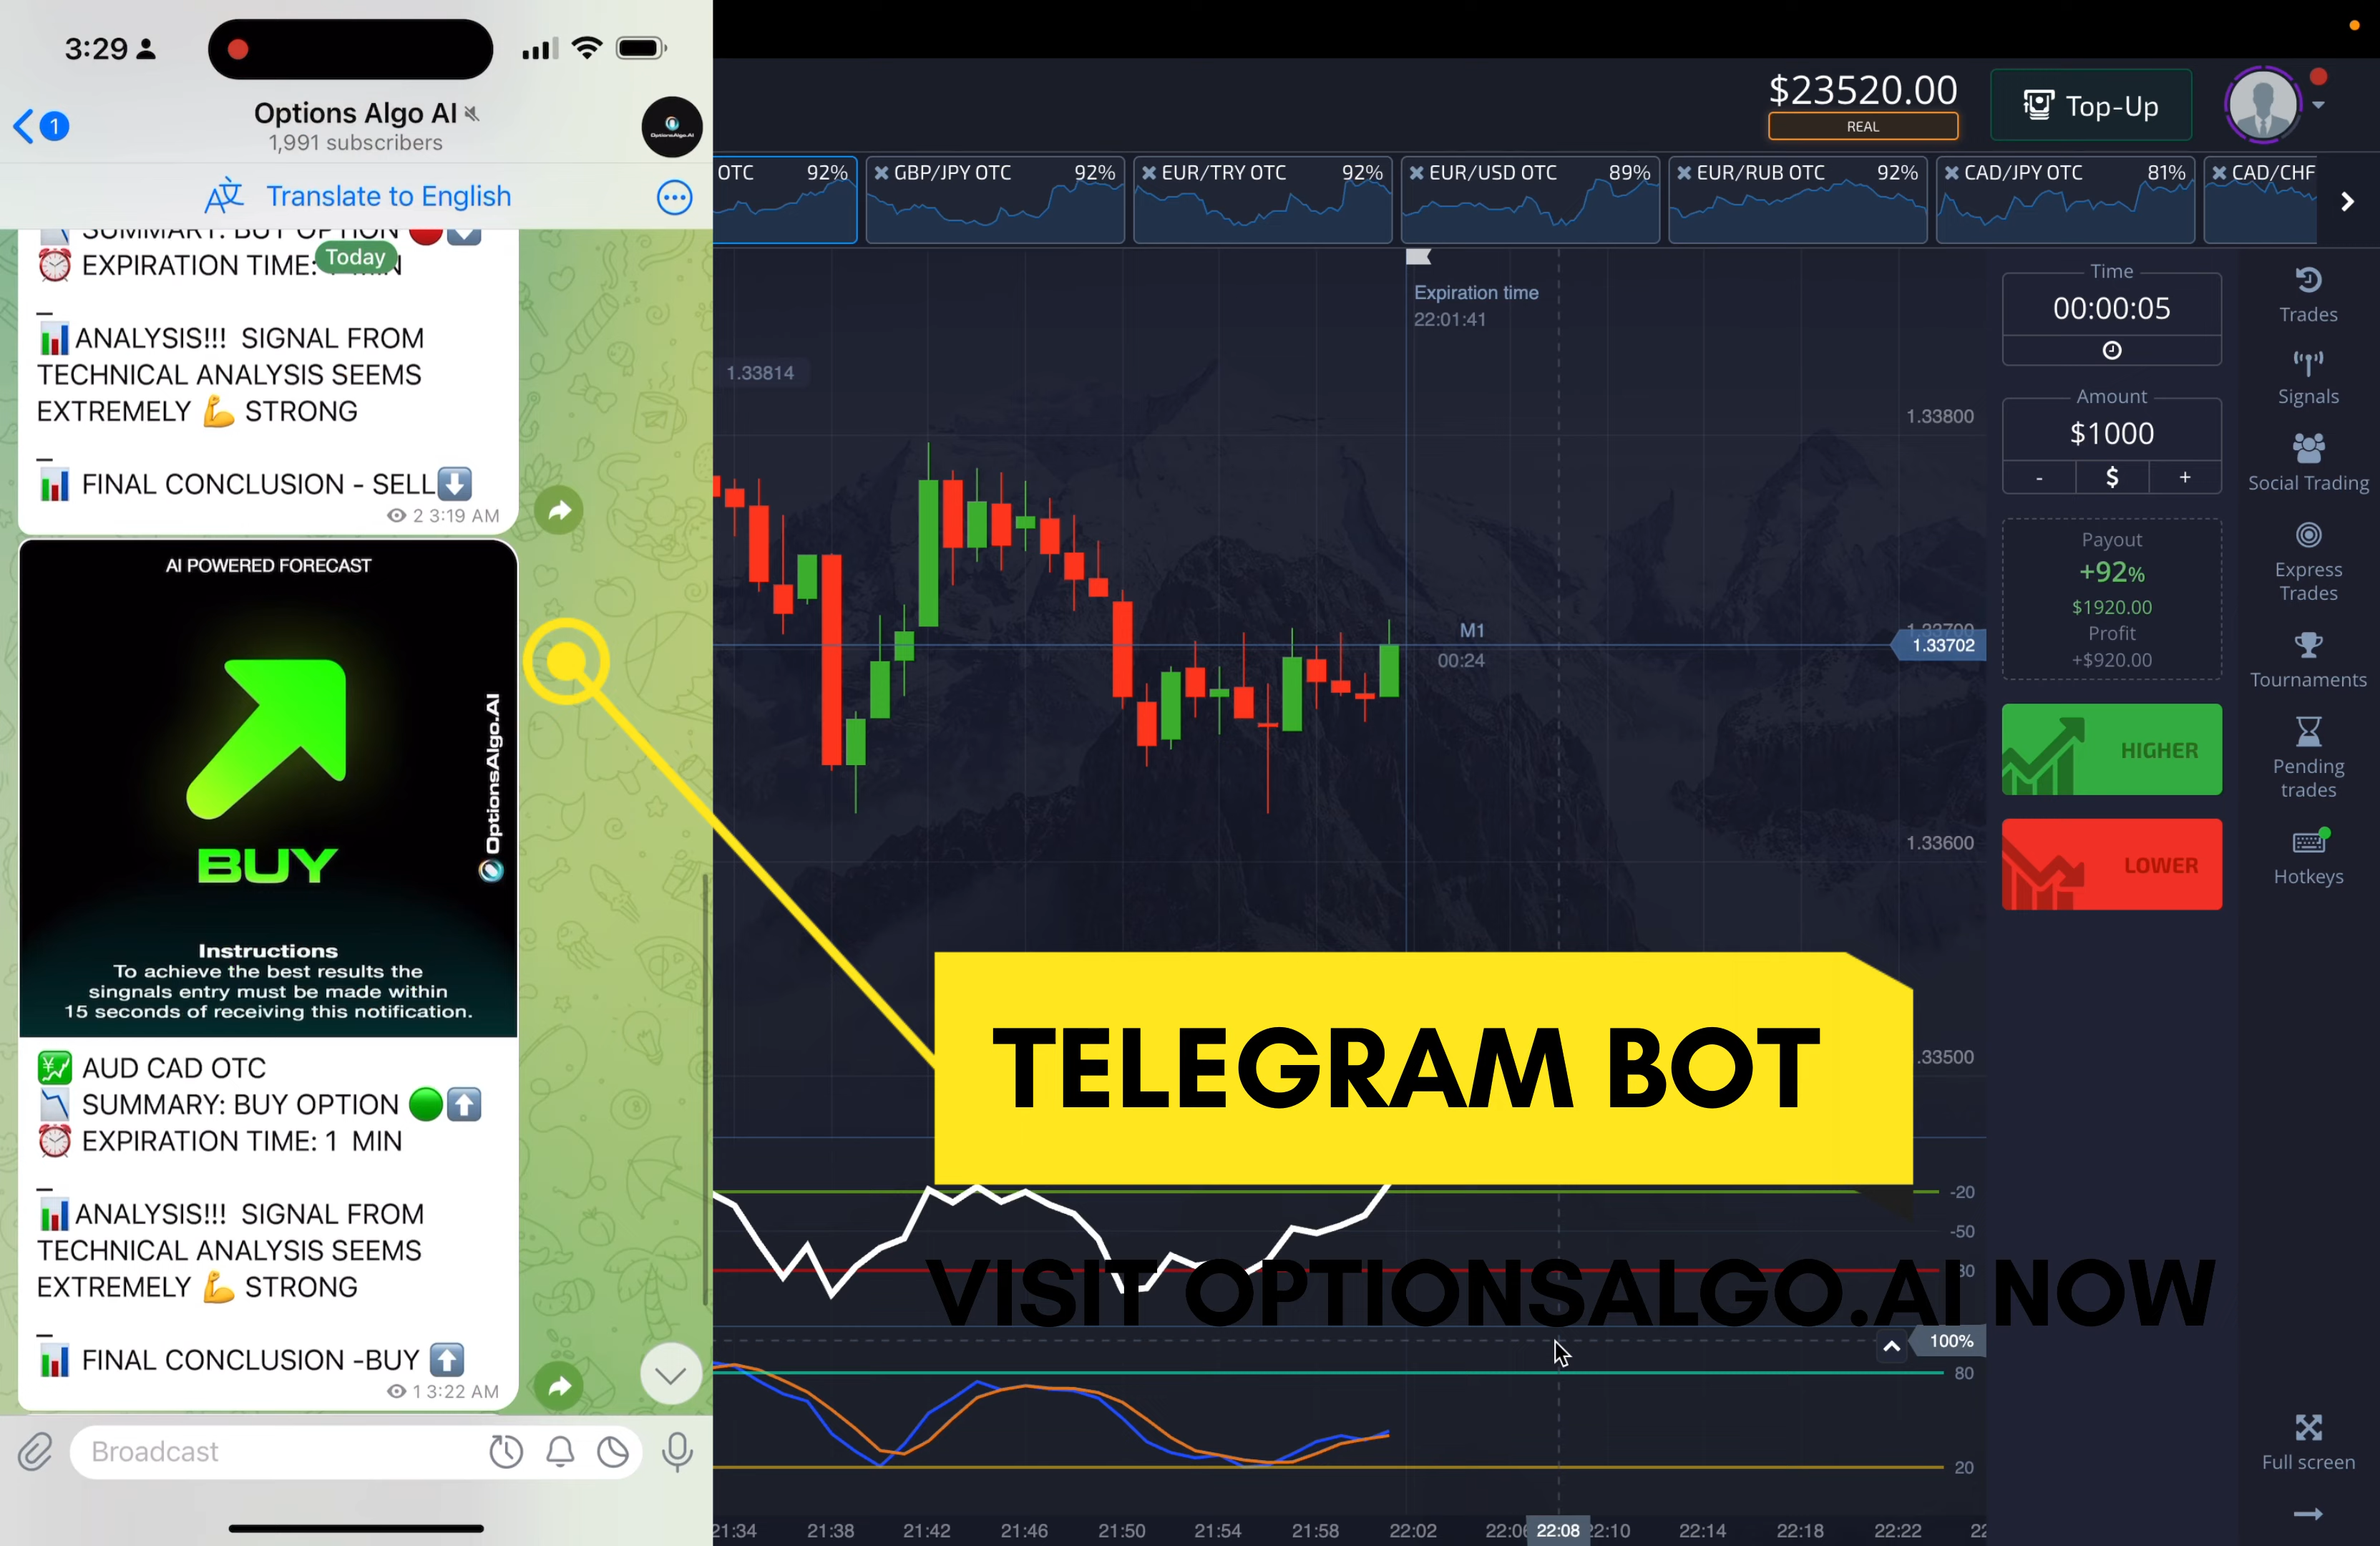 3:29
1
Options Algo AI
1,991 subscribers
Translate to English
SUMMARY: BUY OPTION
EXPIRATION TIME:
Today
_
ANALYSIS!!! SIGNAL FROM
TECHNICAL ANALYSIS SEEMS
EXTREMELY 💪 STRONG
_
FINAL CONCLUSION - SELL⬇️
2 3:19 AM
AI POWERED FORECAST
BUY
OptionsAlgo.AI
Instructions
To achieve the best results the
singnals entry must be made within
15 seconds of receiving this notification.
AUD CAD OTC
SUMMARY: BUY OPTION 🟢⬆️
EXPIRATION TIME: 1 MIN
_
ANALYSIS!!! SIGNAL FROM
TECHNICAL ANALYSIS SEEMS
EXTREMELY 💪 STRONG
_
FINAL CONCLUSION -BUY ⬆️
1 3:22 AM
Broadcast
$23520.00
REAL
Top-Up
OTC 92%
GBP/JPY OTC 92%
EUR/TRY OTC 92%
EUR/USD OTC 89%
EUR/RUB OTC 92%
CAD/JPY OTC 81%
CAD/CHF
Expiration time
22:01:41
1.33814
M1
00:24
1.33800
1.33700
1.33702
1.33600
.33500
TELEGRAM BOT
VISIT OPTIONSALGO.AI NOW
-20
-50
100%
80
20
21:34 21:38 21:42 21:46 21:50 21:54 21:58 22:02 22:08 22:10 22:14 22:18 22:22
Time
00:00:05
Amount
$1000
- $ +
Payout
+92%
$1920.00
Profit
+$920.00
HIGHER
LOWER
Trades
Signals
Social Trading
Express
Trades
Tournaments
Pending
trades
Hotkeys
Full screen